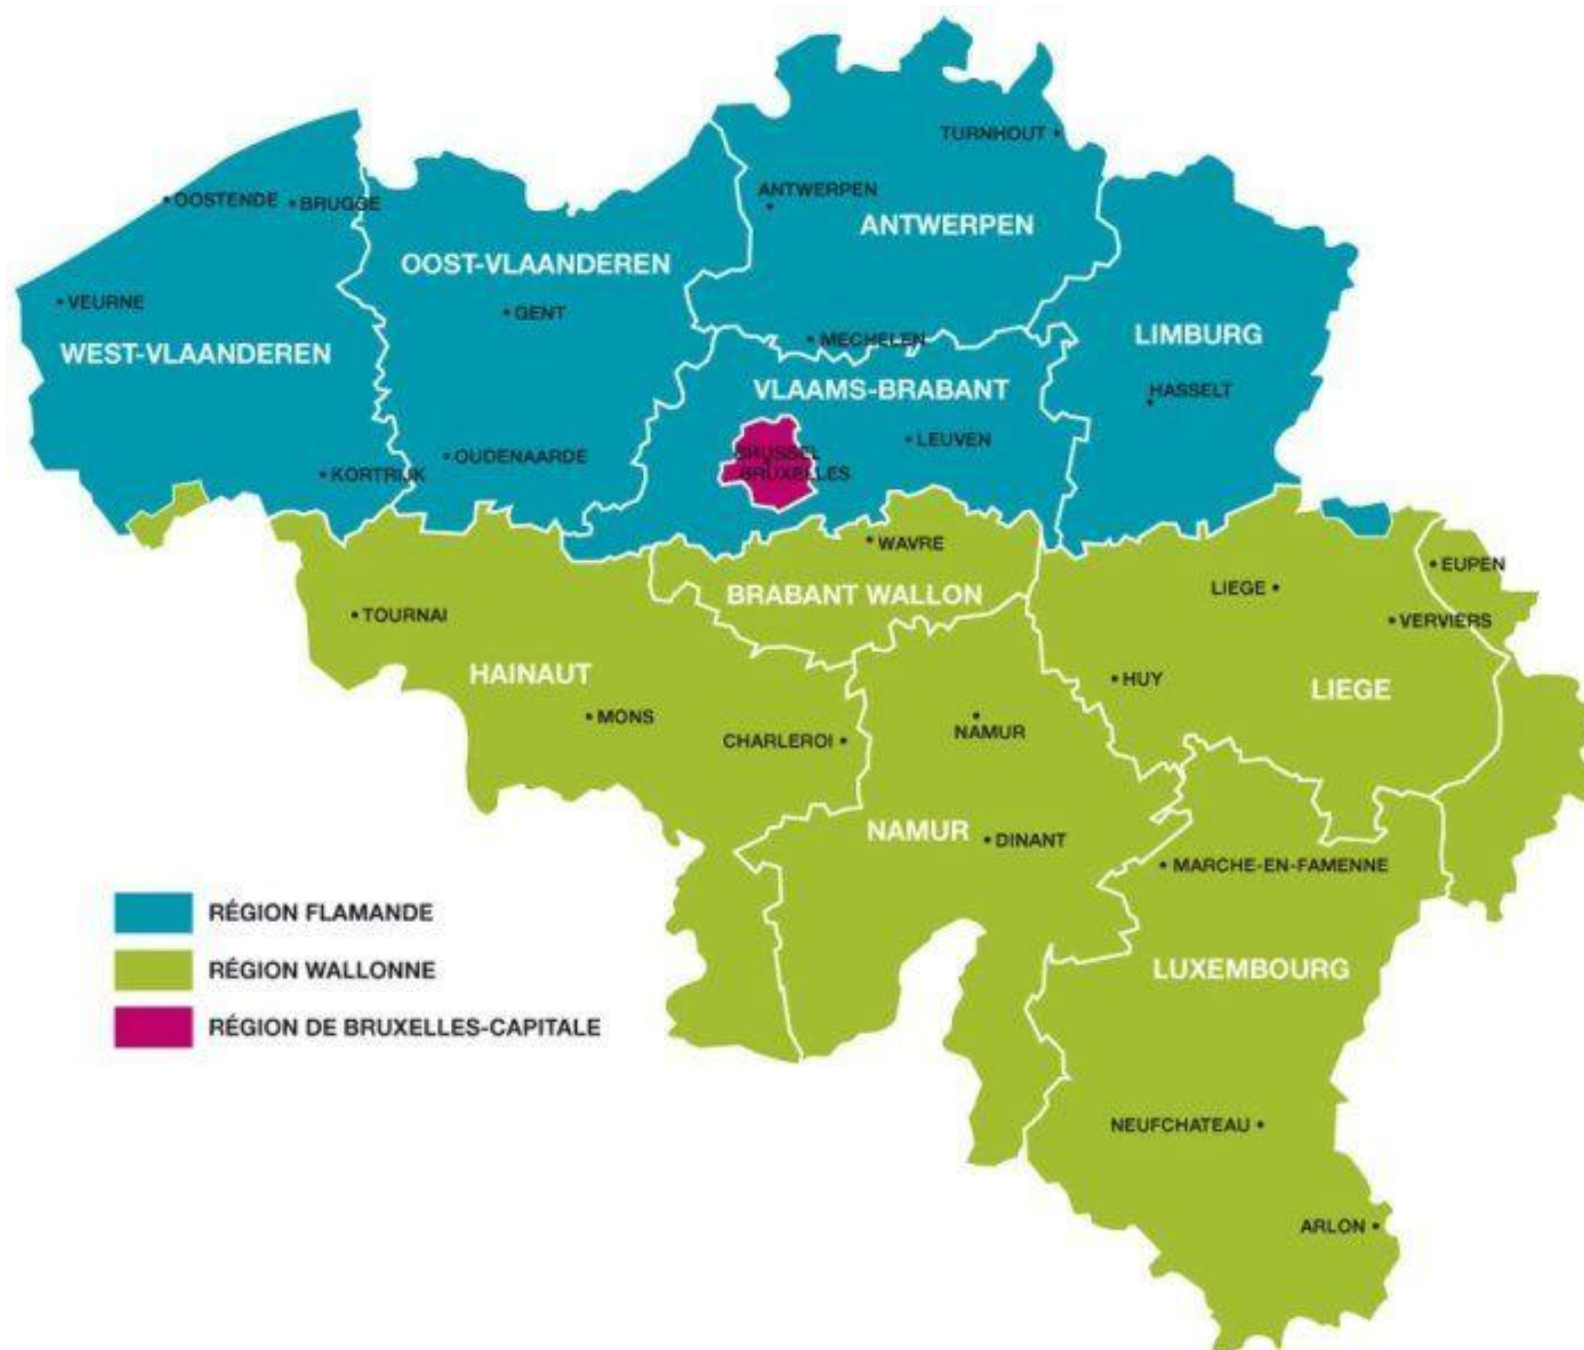 TURNHOUT
ANTWERPEN
OOSTENDE
BRUGGE
ANTWERPEN
OOST-VLAANDEREN
VEURNE
GENT
WEST-VLAANDEREN
MECHELEN
LIMBURG
VLAAMS-BRABANT
HASSELT
LEUVEN
OUDENAARDE
BRUSSEL
BRUXELLES
KORTRIJK
WAVRE
EUPEN
LIEGE
BRABANT WALLON
TOURNAI
VERVIERS
HAINAUT
HUY
LIEGE
MONS
NAMUR
CHARLEROI
NAMUR
DINANT
MARCHE-EN-FAMENNE
RÉGION FLAMANDE
RÉGION WALLONNE
LUXEMBOURG
RÉGION DE BRUXELLES-CAPITALE
NEUFCHATEAU
ARLON